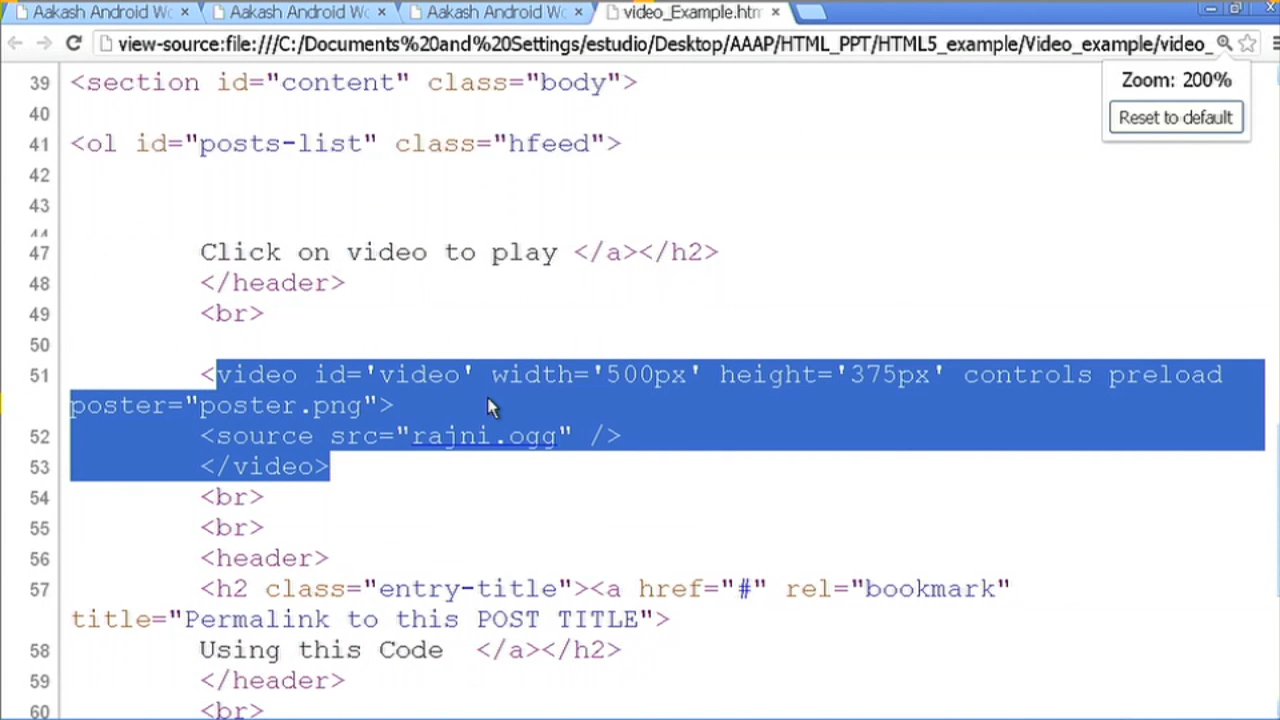 Aakash Android Wo
Aakash Android Wo
Aakash Android Wo
video_Example.htm
view-source:file:///C:/Documents%20and%20Settings/estudio/Desktop/AAAP/HTML_PPT/HTML5_example/Video_example/video_
Zoom: 200%
Reset to default
39 <section id="content" class="body">
40
41 <ol id="posts-list" class="hfeed">
42
43
44
47 Click on video to play </a></h2>
48 </header>
49 <br>
50
51 <video id='video' width='500px' height='375px' controls preload
poster="poster.png">
52 <source src="rajni.ogg" />
53 </video>
54 <br>
55 <br>
56 <header>
57 <h2 class="entry-title"><a href="#" rel="bookmark"
title="Permalink to this POST TITLE">
58 Using this Code </a></h2>
59 </header>
60 <br>